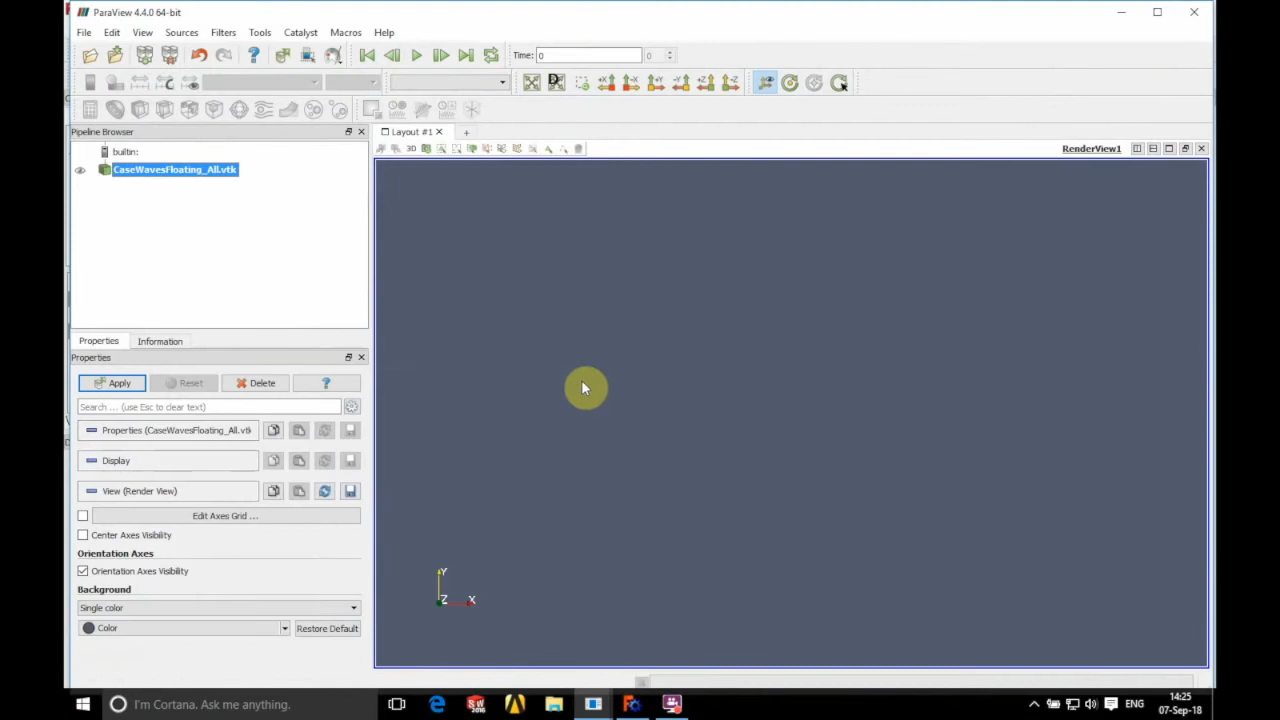 ParaView 4.4.0 64-bit
File Edit View Sources Filters Tools Catalyst Macros Help
Time: 0 0
Pipeline Browser
Layout #1
builtin:
3D
RenderView1
CaseWavesFloating_All.vtk
Properties Information
Properties
Apply Reset Delete ?
Search ... (use Esc to clear text)
Properties (CaseWavesFloating_All.vtk
Display
View (Render View)
Edit Axes Grid ...
Center Axes Visibility
Orientation Axes
Orientation Axes Visibility
Background
Single color
Color Restore Default
Y
Z X
I'm Cortana. Ask me anything.
ENG
14:25
07-Sep-18